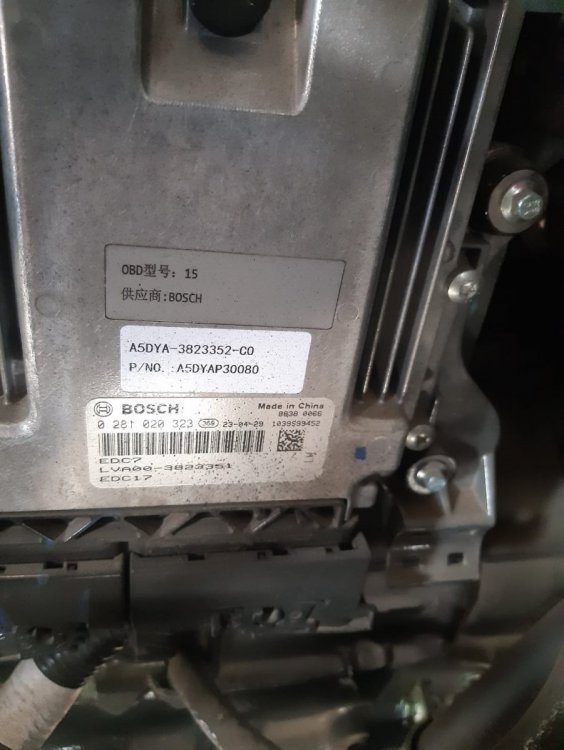 OBD型号: 15
供应商:BOSCH
A5DYA-3823352-C0
P/NO. :A5DYAP30080
BOSCH
Made in China
0 281 020 323
23-04-29
1039S99452
EDC7
LVA00-3823351
EDC17